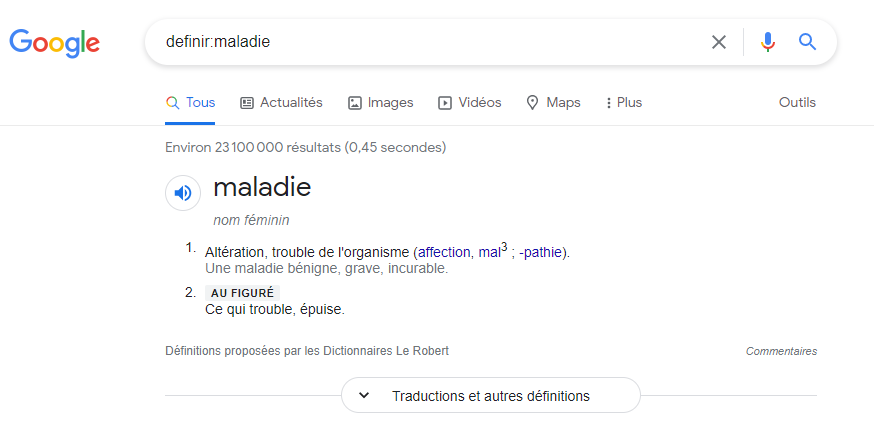 Google
definir:maladie
Tous Actualités Images Vidéos Maps Plus Outils
Environ 23 100 000 résultats (0,45 secondes)
maladie
nom féminin
1. Altération, trouble de l'organisme (affection, mal³ ; -pathie).
Une maladie bénigne, grave, incurable.
2. AU FIGURÉ
Ce qui trouble, épuise.
Définitions proposées par les Dictionnaires Le Robert Commentaires
Traductions et autres définitions